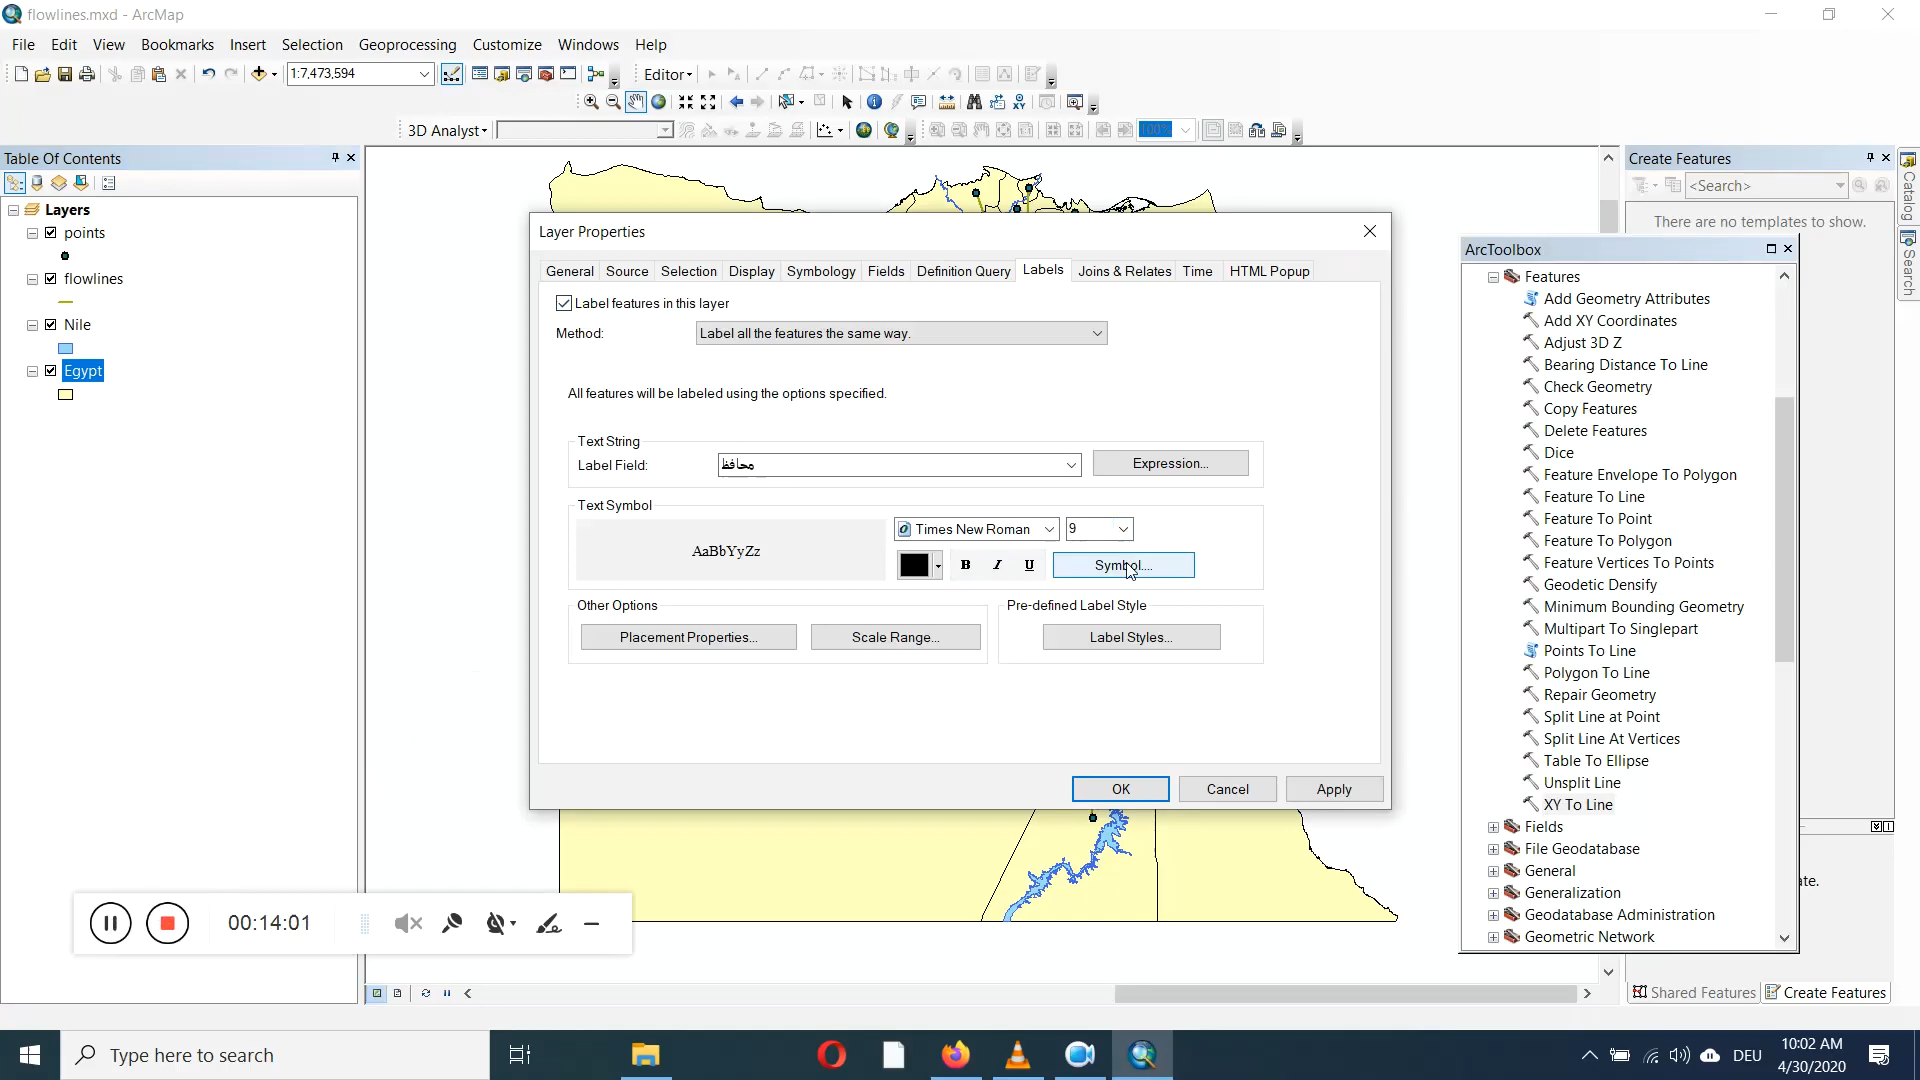 flowlines.mxd - ArcMap
File Edit View Bookmarks Insert Selection Geoprocessing Customize Windows Help
1:7,473,594 Editor
3D Analyst 100%
Table Of Contents
Layers
points
flowlines
Nile
Egypt
Layer Properties
General Source Selection Display Symbology Fields Definition Query Labels Joins & Relates Time HTML Popup
Label features in this layer
Method: Label all the features the same way.
All features will be labeled using the options specified.
Text String
Label Field: محافظ Expression...
Text Symbol
AaBbYyZz
Times New Roman 9
B I U Symbol...
Other Options
Placement Properties... Scale Range...
Pre-defined Label Style
Label Styles...
OK Cancel Apply
Create Features
<Search>
There are no templates to show.
Catalog
Search
ArcToolbox
Features
Add Geometry Attributes
Add XY Coordinates
Adjust 3D Z
Bearing Distance To Line
Check Geometry
Copy Features
Delete Features
Dice
Feature Envelope To Polygon
Feature To Line
Feature To Point
Feature To Polygon
Feature Vertices To Points
Geodetic Densify
Minimum Bounding Geometry
Multipart To Singlepart
Points To Line
Polygon To Line
Repair Geometry
Split Line at Point
Split Line At Vertices
Table To Ellipse
Unsplit Line
XY To Line
Fields
File Geodatabase
General
Generalization
Geodatabase Administration
Geometric Network
ate.
Shared Features Create Features
00:14:01
Type here to search
DEU
10:02 AM
4/30/2020